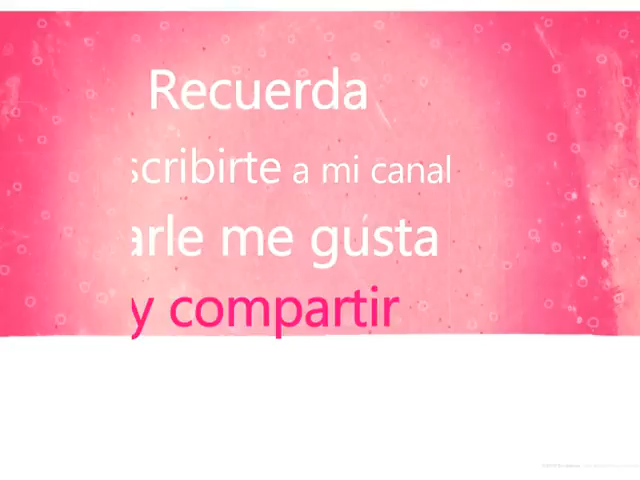 Recuerda
scribirte a mi canal
arle me gusta
y compartir